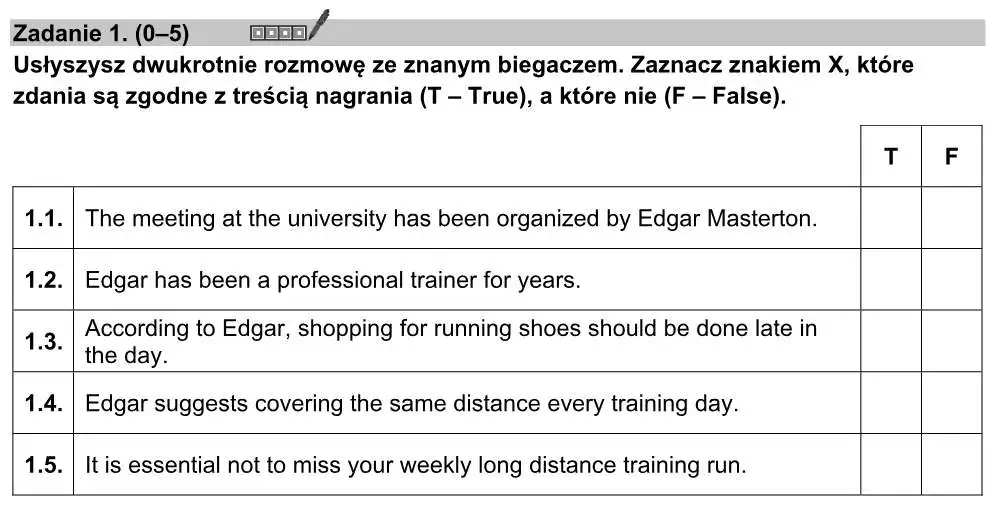 Zadanie 1. (0–5)
Usłyszysz dwukrotnie rozmowę ze znanym biegaczem. Zaznacz znakiem X, które
zdania są zgodne z treścią nagrania (T – True), a które nie (F – False).
T F
1.1. The meeting at the university has been organized by Edgar Masterton.
1.2. Edgar has been a professional trainer for years.
1.3. According to Edgar, shopping for running shoes should be done late in
the day.
1.4. Edgar suggests covering the same distance every training day.
1.5. It is essential not to miss your weekly long distance training run.